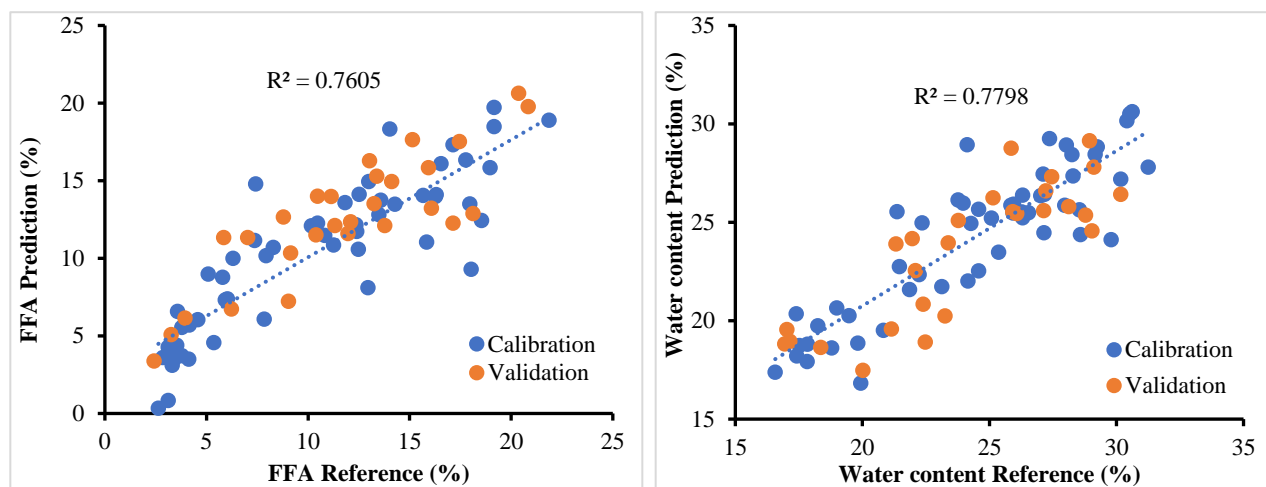 25
20
15
10
5
0
FFA Prediction (%)
R² = 0.7605
Calibration
Validation
0 5 10 15 20 25
FFA Reference (%)
35
30
25
20
15
Water content Prediction (%)
R² = 0.7798
Calibration
Validation
15 20 25 30 35
Water content Reference (%)